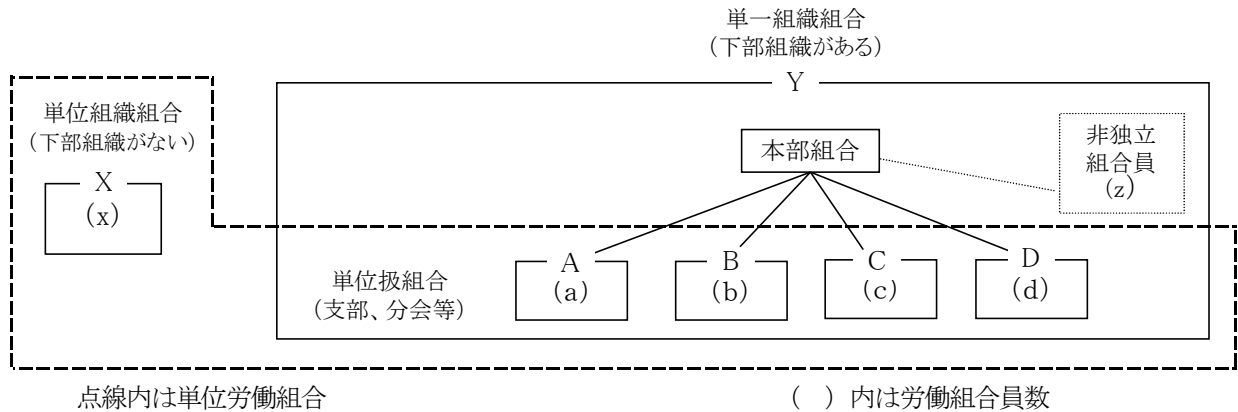 単一組織組合
（下部組織がある）
Y
単位組織組合
（下部組織がない）
X
（x）
本部組合
非独立
組合員
（z）
単位扱組合
（支部、分会等）
A
（a）
B
（b）
C
（c）
D
（d）
点線内は単位労働組合
（　）内は労働組合員数